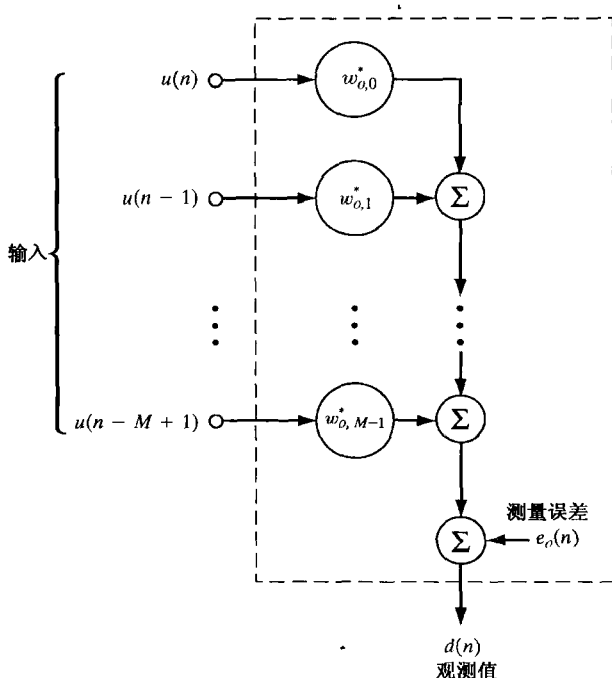 u(n)
w*o,0
u(n − 1)
w*o,1
Σ
输入
u(n − M + 1)
w*o, M−1
Σ
测量误差
Σ
eo(n)
d(n)
观测值